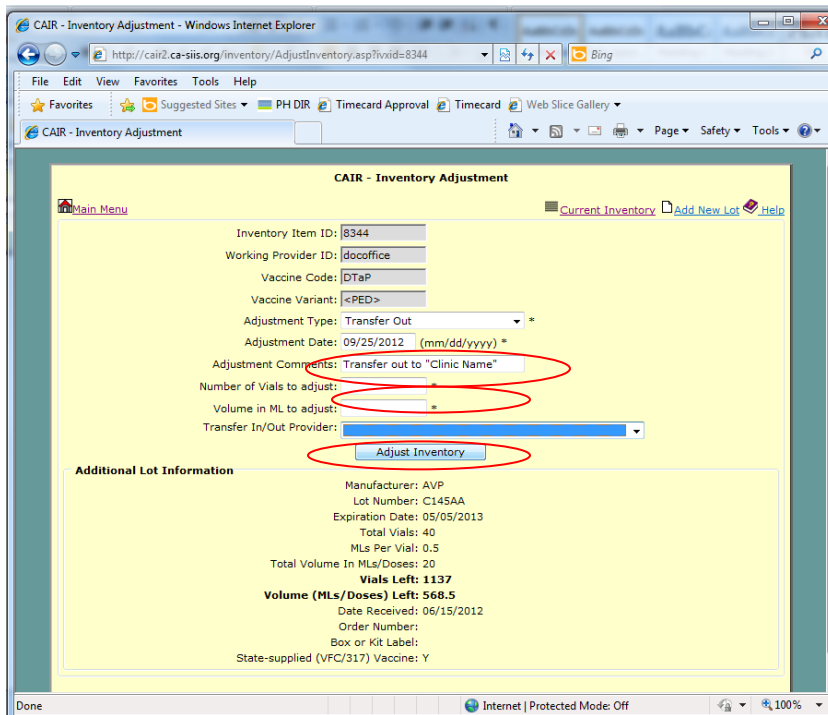 CAIR - Inventory Adjustment - Windows Internet Explorer
http://cair2.ca-siis.org/inventory/AdjustInventory.asp?ivxid=8344
Bing
File Edit View Favorites Tools Help
Favorites Suggested Sites PH DIR Timecard Approval Timecard Web Slice Gallery
CAIR - Inventory Adjustment Page Safety Tools
CAIR - Inventory Adjustment
Main Menu Current Inventory Add New Lot Help
Inventory Item ID: 8344
Working Provider ID: docoffice
Vaccine Code: DTaP
Vaccine Variant: <PED>
Adjustment Type: Transfer Out *
Adjustment Date: 09/25/2012 (mm/dd/yyyy) *
Adjustment Comments: Transfer out to "Clinic Name"
Number of Vials to adjust: *
Volume in ML to adjust: *
Transfer In/Out Provider:
Adjust Inventory
Additional Lot Information
Manufacturer: AVP
Lot Number: C145AA
Expiration Date: 05/05/2013
Total Vials: 40
MLs Per Vial: 0.5
Total Volume In MLs/Doses: 20
Vials Left: 1137
Volume (MLs/Doses) Left: 568.5
Date Received: 06/15/2012
Order Number:
Box or Kit Label:
State-supplied (VFC/317) Vaccine: Y
Done Internet | Protected Mode: Off 100%